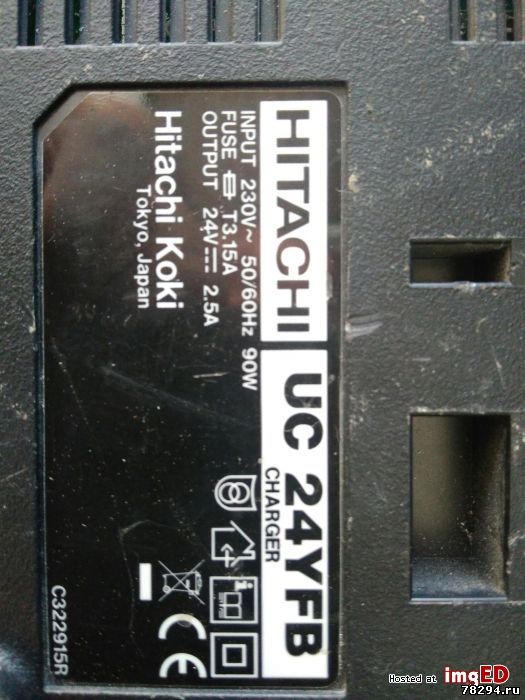 HITACHI
UC 24YFB
CHARGER
INPUT 230V~ 50/60Hz 90W
FUSE T3.15A
OUTPUT 24V⎓ 2.5A
Hitachi Koki
Tokyo, Japan
CE
C322915R
Hosted at imgED
78294.ru